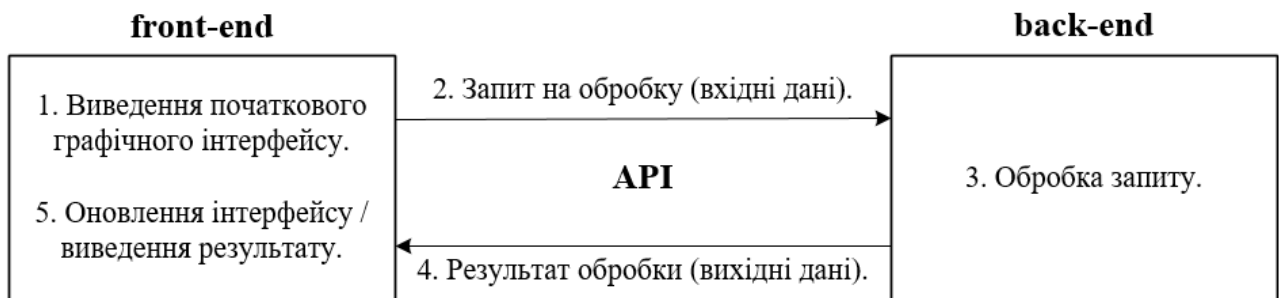 front-end
back-end
1. Виведення початкового
графічного інтерфейсу.
2. Запит на обробку (вхідні дані).
API
3. Обробка запиту.
5. Оновлення інтерфейсу /
виведення результату.
4. Результат обробки (вихідні дані).